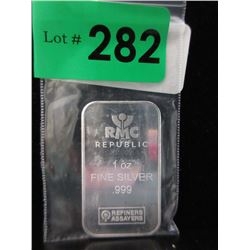 Lot # 282
RMC
REPUBLIC
1 oz
FINE SILVER
.999
REFINERS
ASSAYERS